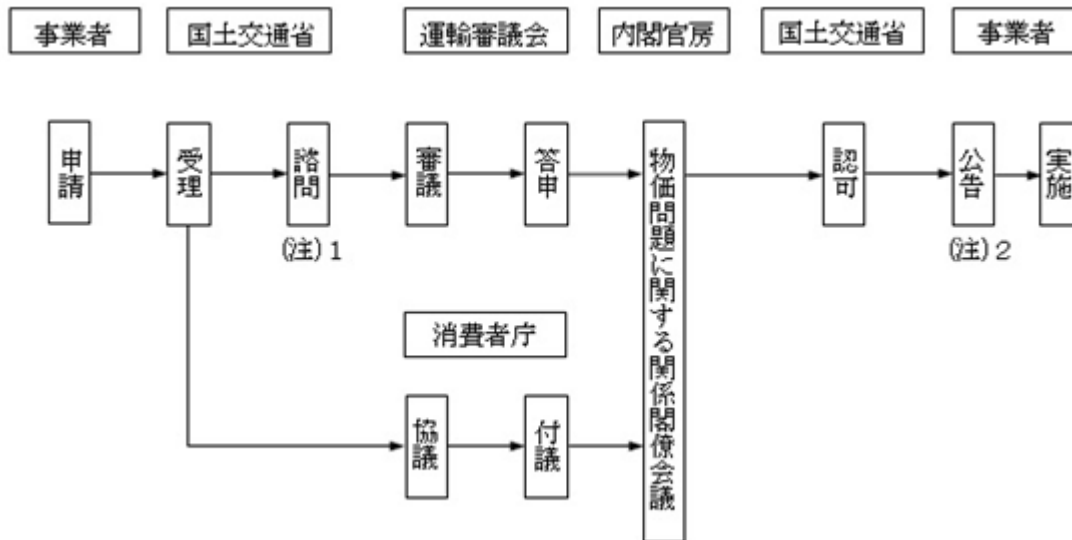 事業者
国土交通省
運輸審議会
内閣官房
国土交通省
事業者
申請
受理
諮問
審議
答申
物価問題に関する関係閣僚会議
認可
公告
実施
(注)1
(注)2
消費者庁
協議
付議